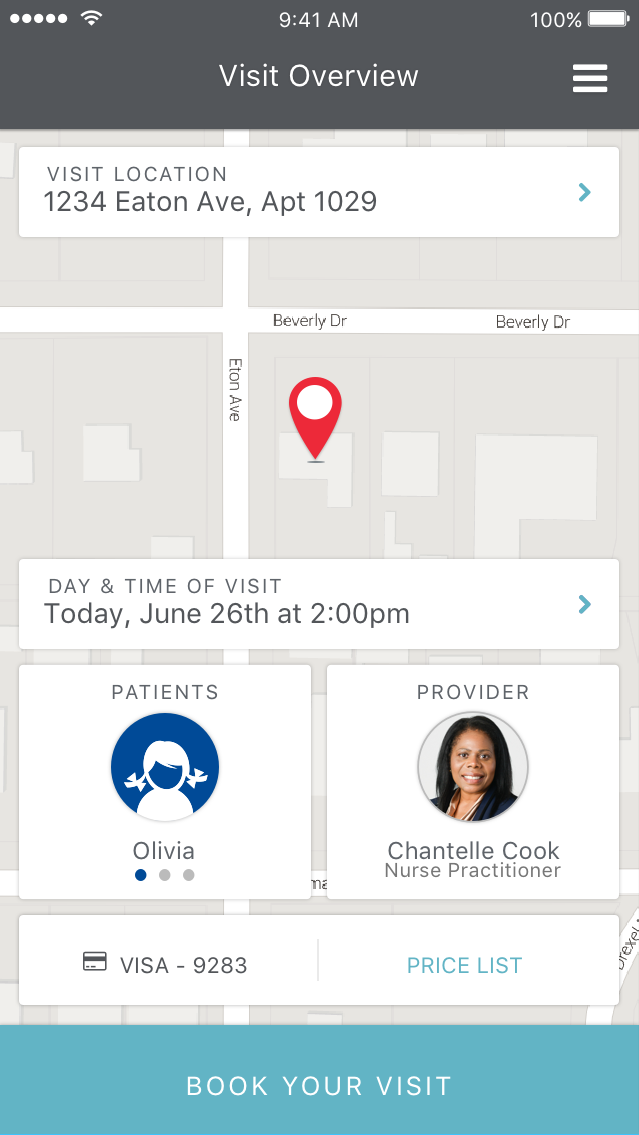 9:41 AM
100%
Visit Overview
VISIT LOCATION
1234 Eaton Ave, Apt 1029
Beverly Dr
Beverly Dr
Eton Ave
DAY & TIME OF VISIT
Today, June 26th at 2:00pm
PATIENTS
PROVIDER
Olivia
Chantelle Cook
Nurse Practitioner
Drexel
VISA - 9283
PRICE LIST
BOOK YOUR VISIT